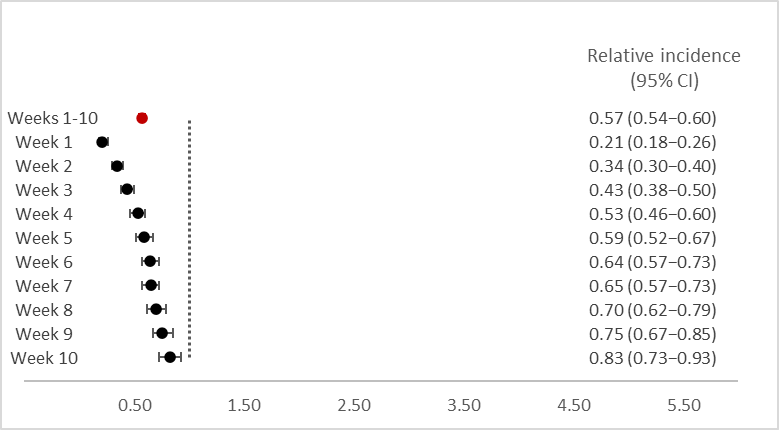 Relative incidence
(95% CI)
Weeks 1-10 0.57 (0.54−0.60)
Week 1 0.21 (0.18−0.26)
Week 2 0.34 (0.30−0.40)
Week 3 0.43 (0.38−0.50)
Week 4 0.53 (0.46−0.60)
Week 5 0.59 (0.52−0.67)
Week 6 0.64 (0.57−0.73)
Week 7 0.65 (0.57−0.73)
Week 8 0.70 (0.62−0.79)
Week 9 0.75 (0.67−0.85)
Week 10 0.83 (0.73−0.93)
0.50 1.50 2.50 3.50 4.50 5.50